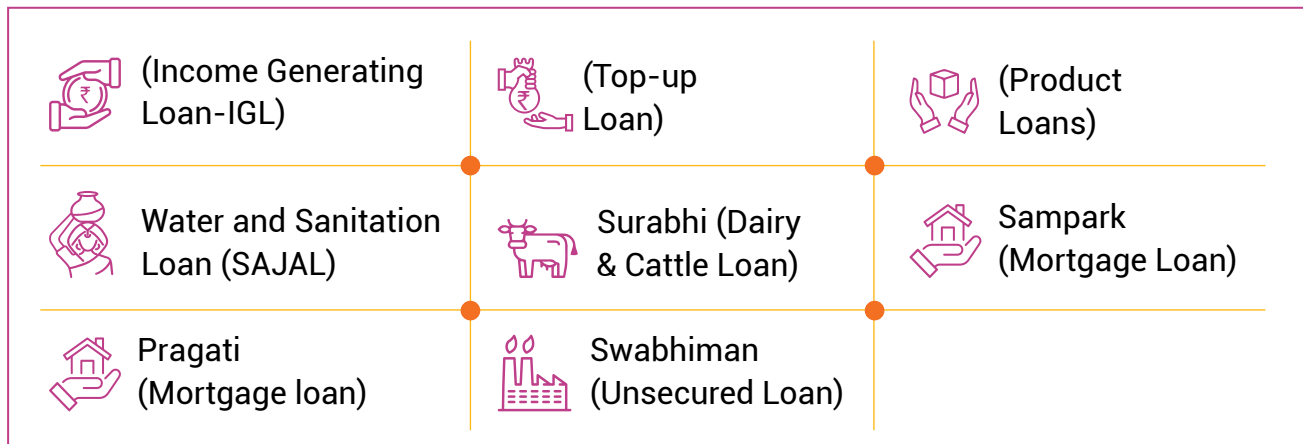 (Income Generating
Loan-IGL)
(Top-up
Loan)
(Product
Loans)
Water and Sanitation
Loan (SAJAL)
Surabhi (Dairy
& Cattle Loan)
Sampark
(Mortgage Loan)
Pragati
(Mortgage loan)
Swabhiman
(Unsecured Loan)